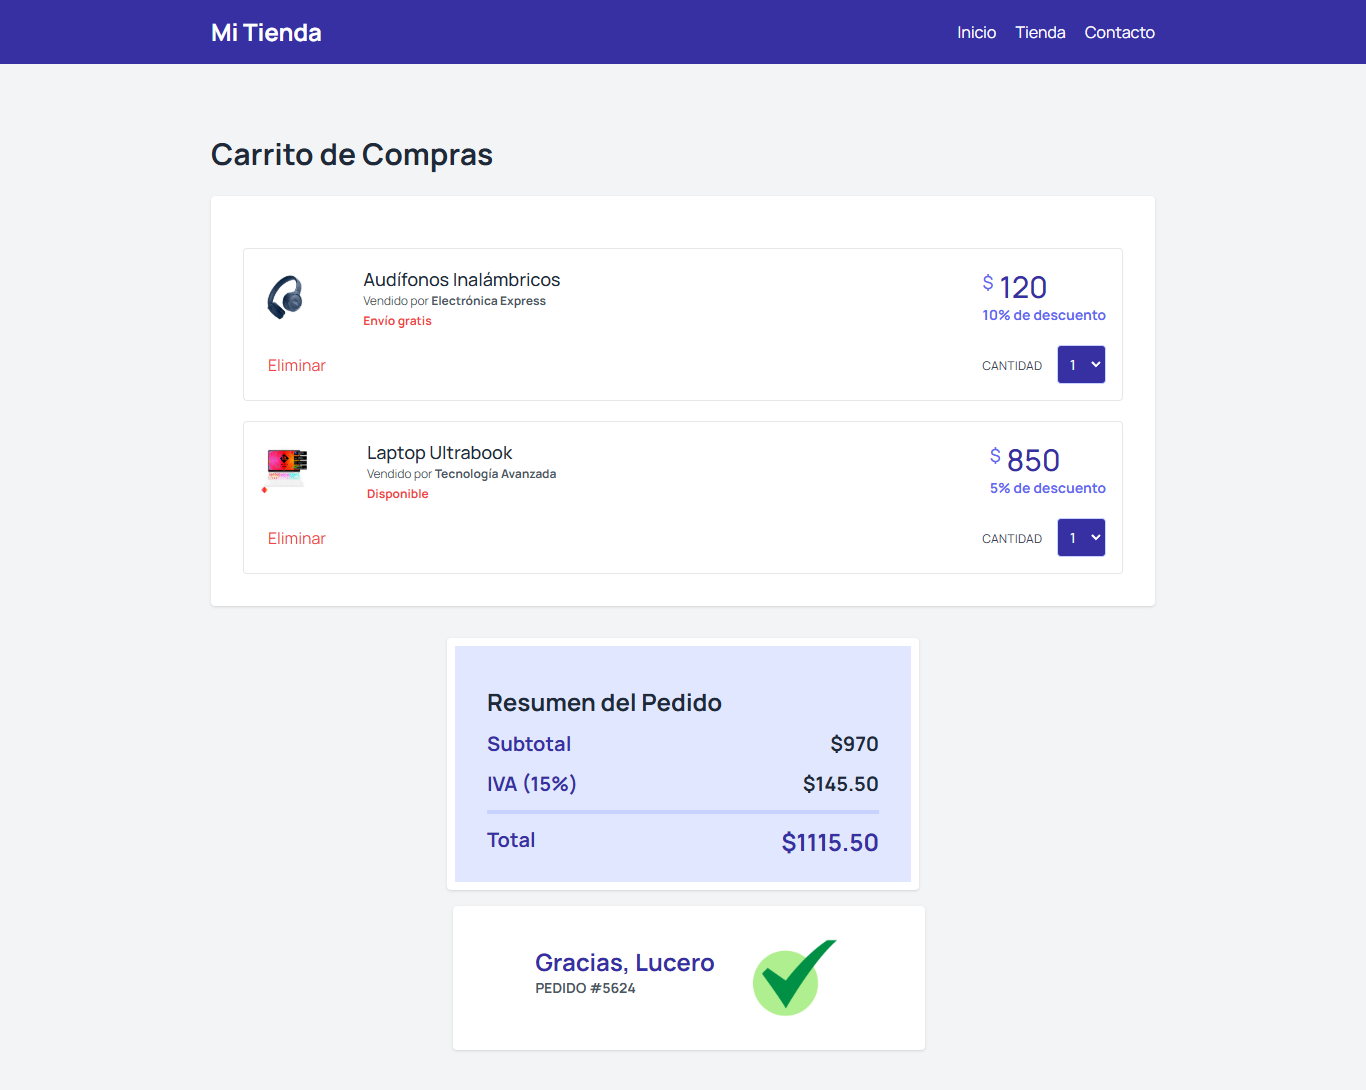 Mi Tienda
Inicio Tienda Contacto
Carrito de Compras
Audífonos Inalámbricos
Vendido por Electrónica Express
Envío gratis
$ 120
10% de descuento
Eliminar
CANTIDAD 1
Laptop Ultrabook
Vendido por Tecnología Avanzada
Disponible
$ 850
5% de descuento
Eliminar
CANTIDAD 1
Resumen del Pedido
Subtotal $970
IVA (15%) $145.50
Total $1115.50
Gracias, Lucero
PEDIDO #5624